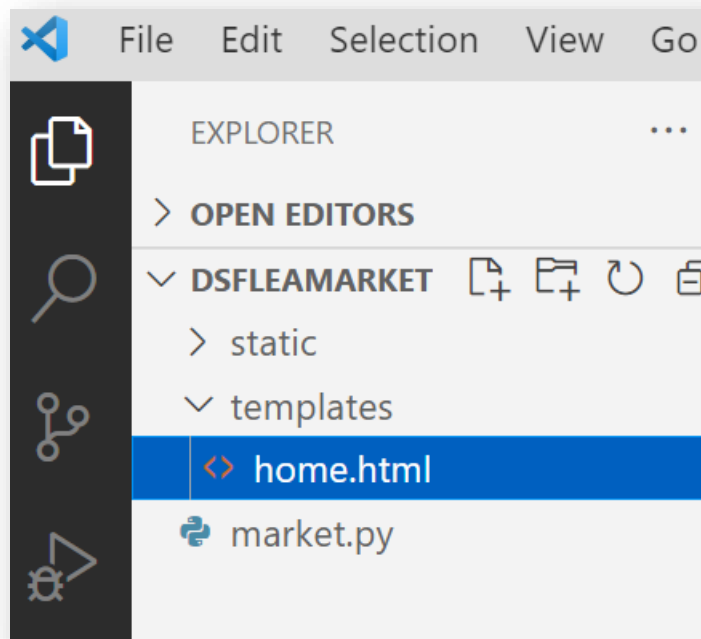 File Edit Selection View Go
EXPLORER
OPEN EDITORS
DSFLEAMARKET
static
templates
home.html
market.py